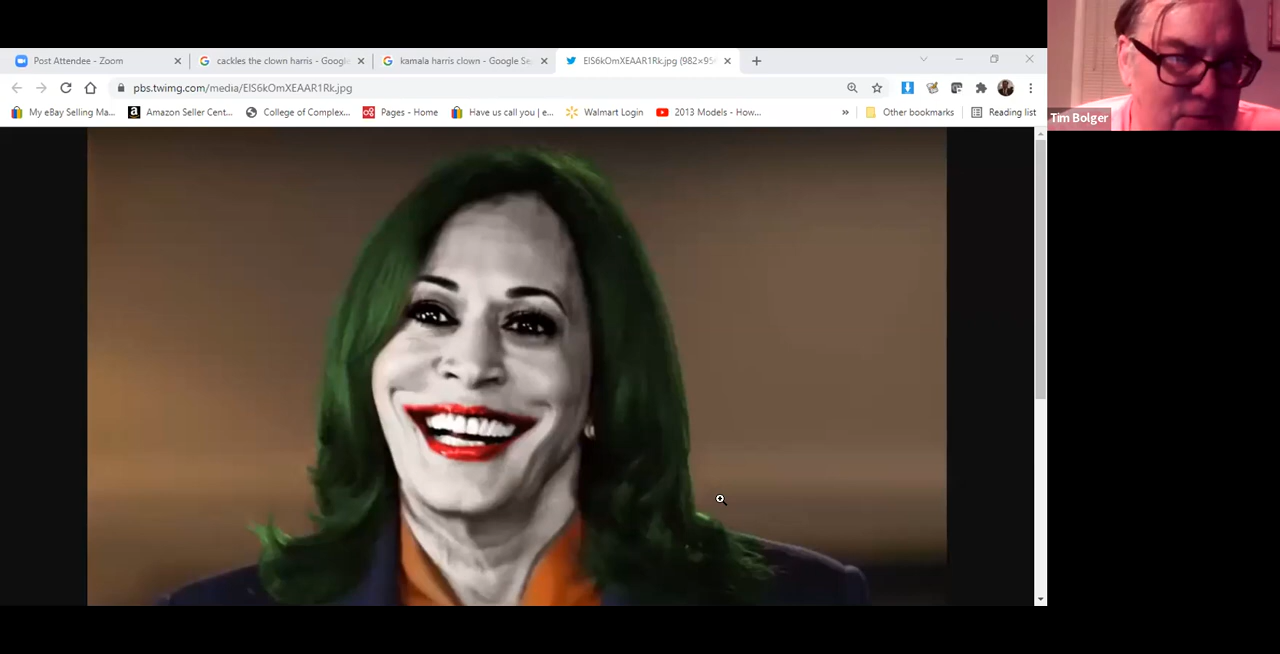 Post Attendee - Zoom
cackles the clown harris - Google
kamala harris clown - Google Se
EIS6kOmXEAAR1Rk.jpg (982×95
pbs.twimg.com/media/EIS6kOmXEAAR1Rk.jpg
My eBay Selling Ma...
Amazon Seller Cent...
College of Complex...
Pages - Home
Have us call you | e...
Walmart Login
2013 Models - How...
»
Other bookmarks
Reading list
Tim Bolger